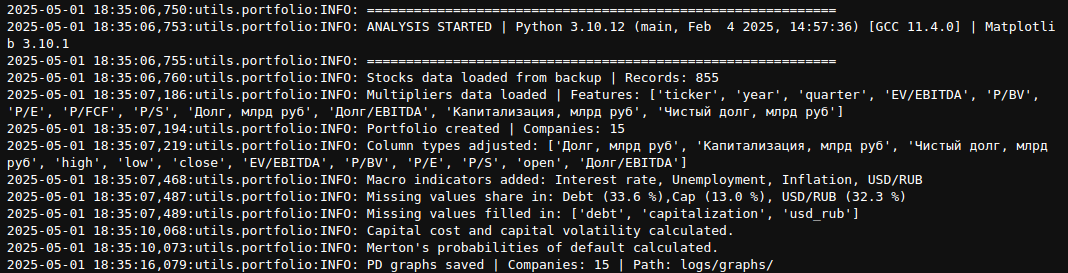 2025-05-01 18:35:06,750:utils.portfolio:INFO: ============================================================
2025-05-01 18:35:06,753:utils.portfolio:INFO: ANALYSIS STARTED | Python 3.10.12 (main, Feb  4 2025, 14:57:36) [GCC 11.4.0] | Matplotli
b 3.10.1
2025-05-01 18:35:06,755:utils.portfolio:INFO: ============================================================
2025-05-01 18:35:06,760:utils.portfolio:INFO: Stocks data loaded from backup | Records: 855
2025-05-01 18:35:07,186:utils.portfolio:INFO: Multipliers data loaded | Features: ['ticker', 'year', 'quarter', 'EV/EBITDA', 'P/BV',
'P/E', 'P/FCF', 'P/S', 'Долг, млрд руб', 'Долг/EBITDA', 'Капитализация, млрд руб', 'Чистый долг, млрд руб']
2025-05-01 18:35:07,194:utils.portfolio:INFO: Portfolio created | Companies: 15
2025-05-01 18:35:07,219:utils.portfolio:INFO: Column types adjusted: ['Долг, млрд руб', 'Капитализация, млрд руб', 'Чистый долг, млрд
руб', 'high', 'low', 'close', 'EV/EBITDA', 'P/BV', 'P/E', 'P/S', 'open', 'Долг/EBITDA']
2025-05-01 18:35:07,468:utils.portfolio:INFO: Macro indicators added: Interest rate, Unemployment, Inflation, USD/RUB
2025-05-01 18:35:07,487:utils.portfolio:INFO: Missing values share in: Debt (33.6 %),Cap (13.0 %), USD/RUB (32.3 %)
2025-05-01 18:35:07,489:utils.portfolio:INFO: Missing values filled in: ['debt', 'capitalization', 'usd_rub']
2025-05-01 18:35:10,068:utils.portfolio:INFO: Capital cost and capital volatility calculated.
2025-05-01 18:35:10,073:utils.portfolio:INFO: Merton's probabilities of default calculated.
2025-05-01 18:35:16,079:utils.portfolio:INFO: PD graphs saved | Companies: 15 | Path: logs/graphs/